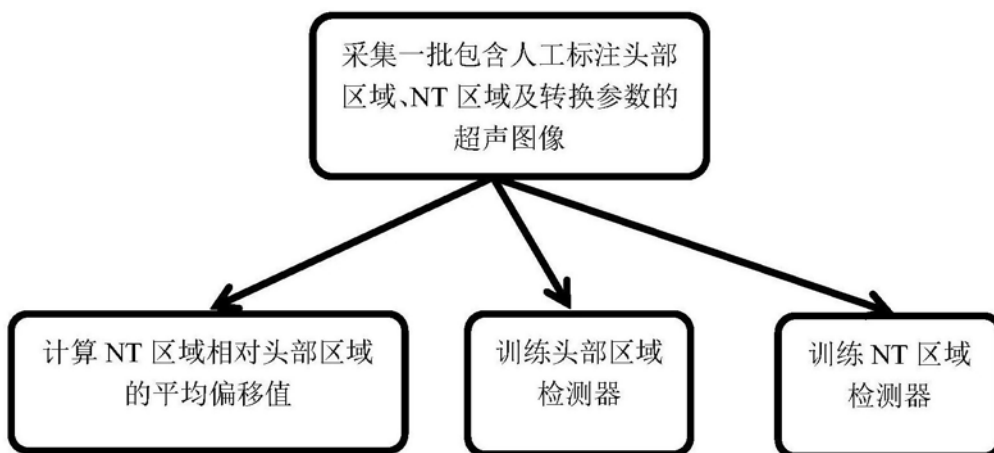 采集一批包含人工标注头部
区域、NT 区域及转换参数的
超声图像
计算 NT 区域相对头部区域
的平均偏移值
训练头部区域
检测器
训练 NT 区域
检测器